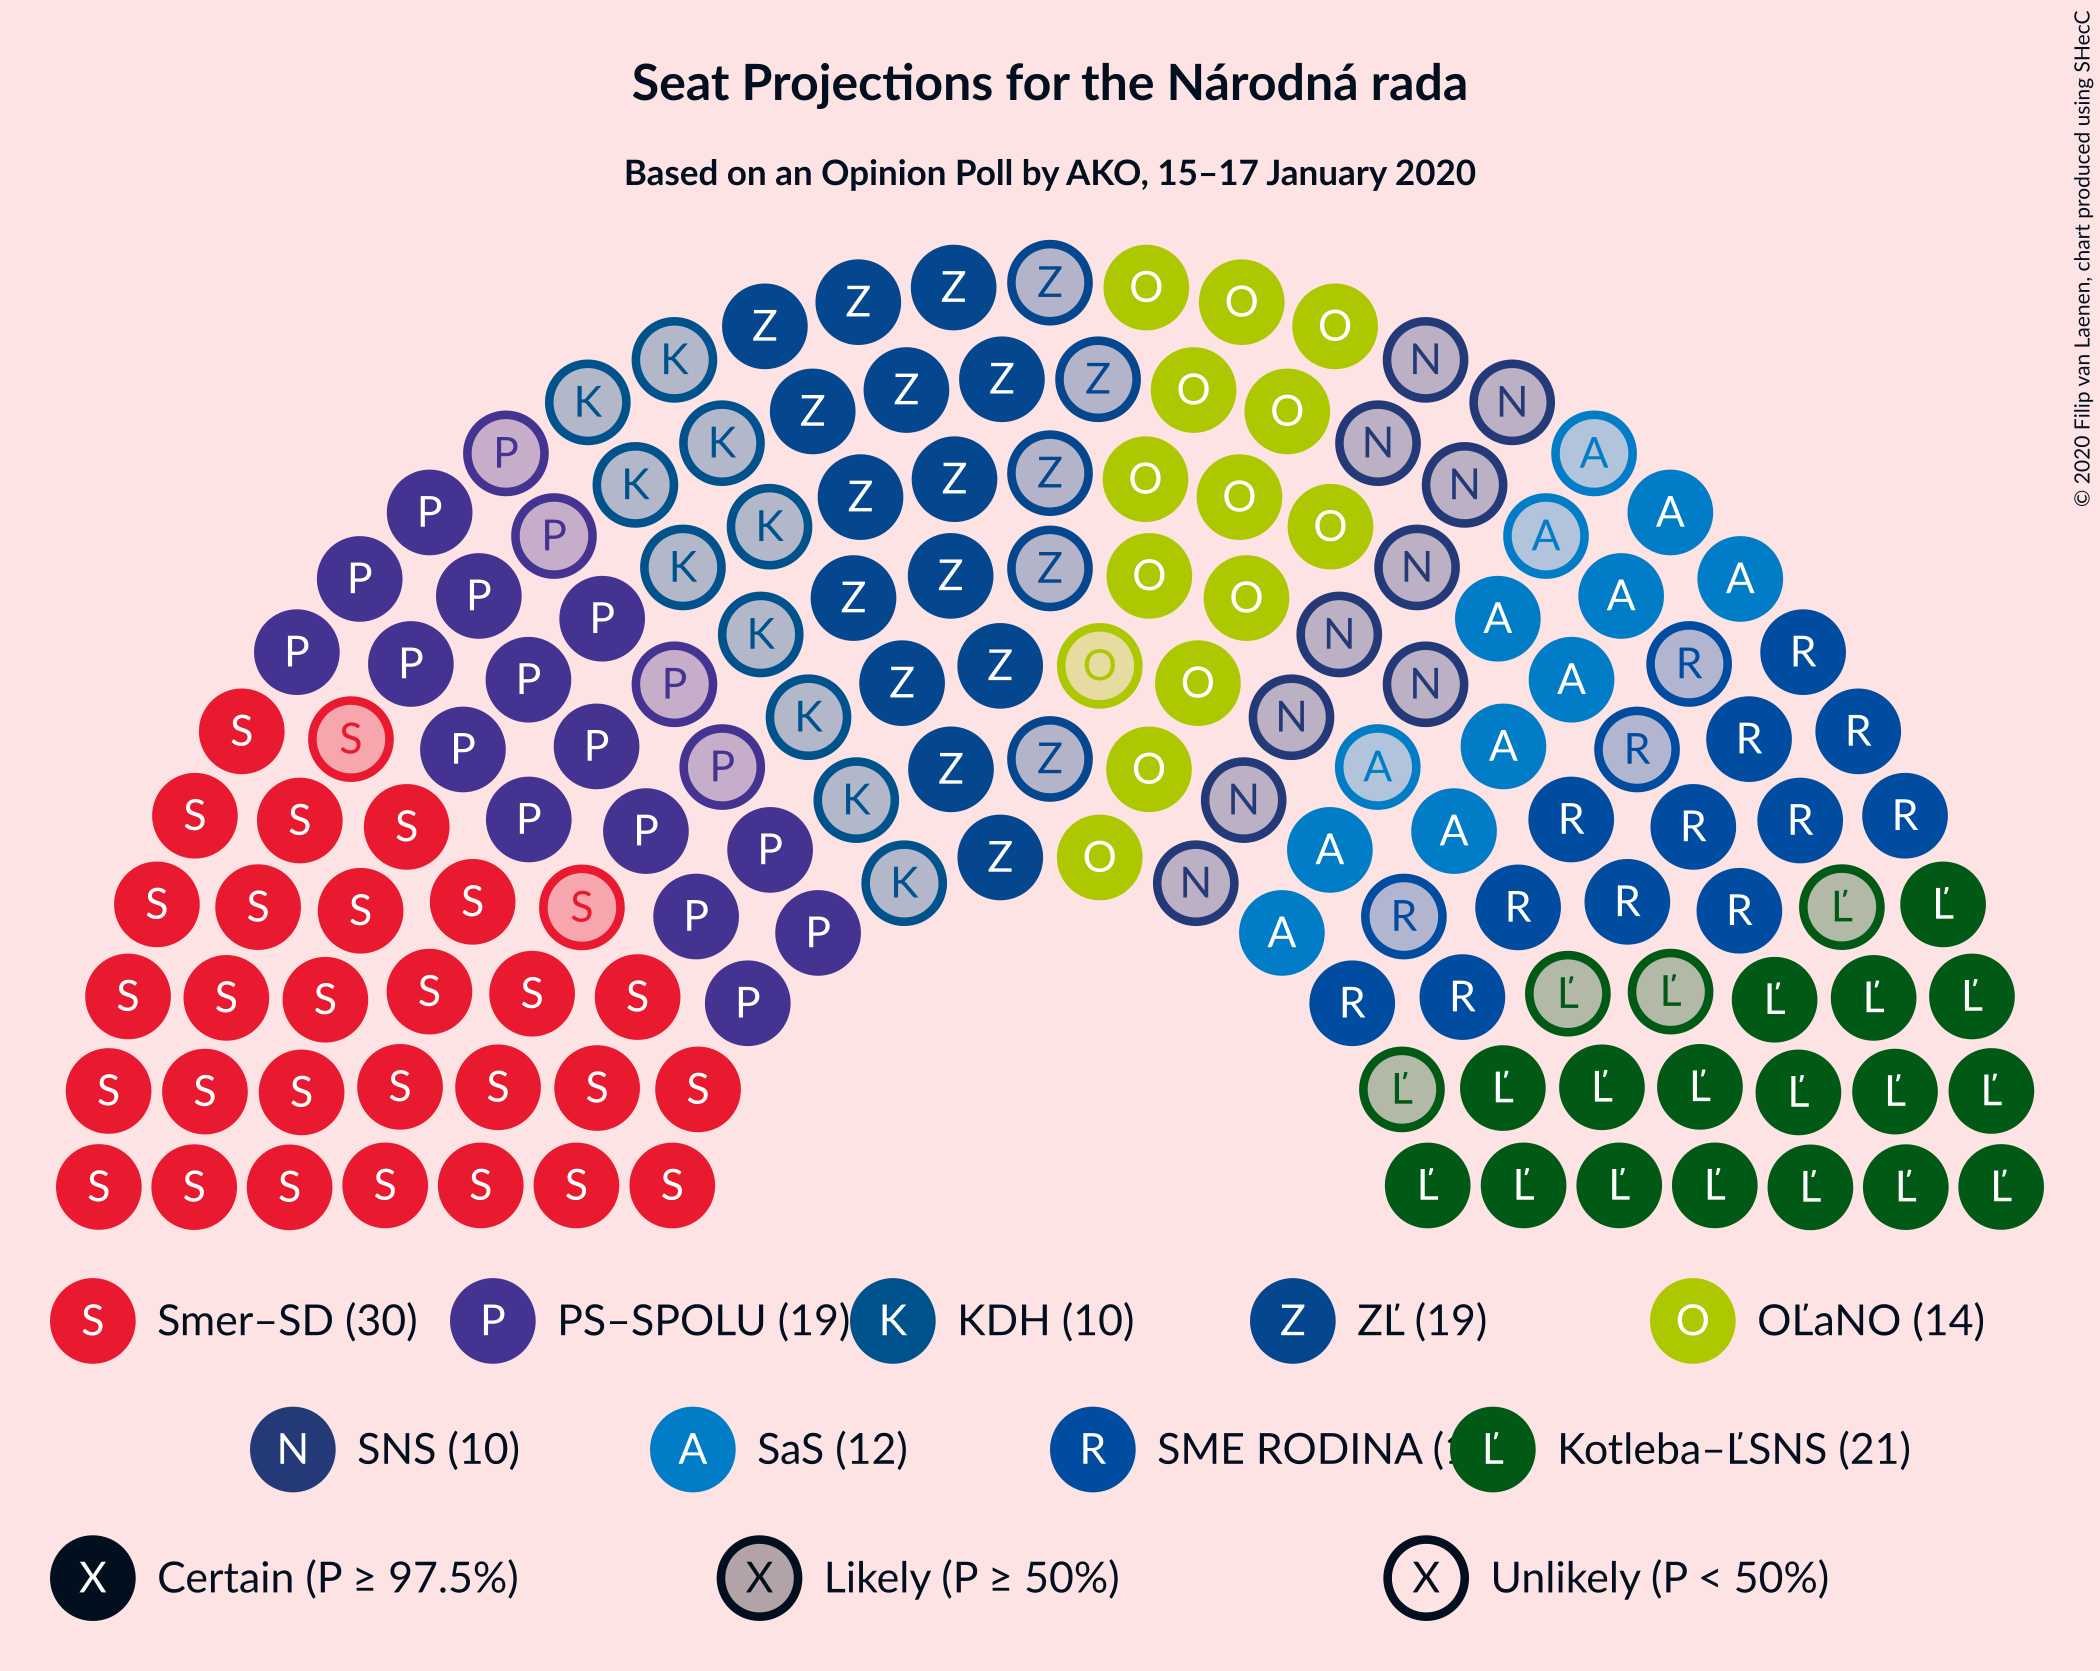 Seat Projections for the Národná rada
Based on an Opinion Poll by AKO, 15–17 January 2020
© 2020 Filip van Laenen, chart produced using SHecC
Z Z Z Z O O O
K K Z Z Z Z O O N N
P K K Z Z Z O O O N N A
P P K K Z Z Z O O N A A
P P P K Z Z O O N N A A A
P P P P K Z Z O N N A A R R
S S P P P K Z O N A A R R R
S S S P P P K Z O N A A R R R R
S S S S S P P K N A R R R R Ľ Ľ
S S S S S S P R R Ľ Ľ Ľ Ľ Ľ
S S S S S S S Ľ Ľ Ľ Ľ Ľ Ľ Ľ
S S S S S S S Ľ Ľ Ľ Ľ Ľ Ľ Ľ
S Smer–SD (30) P PS–SPOLU (19) K KDH (10) Z ZĽ (19) O OĽaNO (14)
N SNS (10) A SaS (12) R SME RODINA Ľ Kotleba–ĽSNS (21)
X Certain (P ≥ 97.5%) X Likely (P ≥ 50%) X Unlikely (P < 50%)